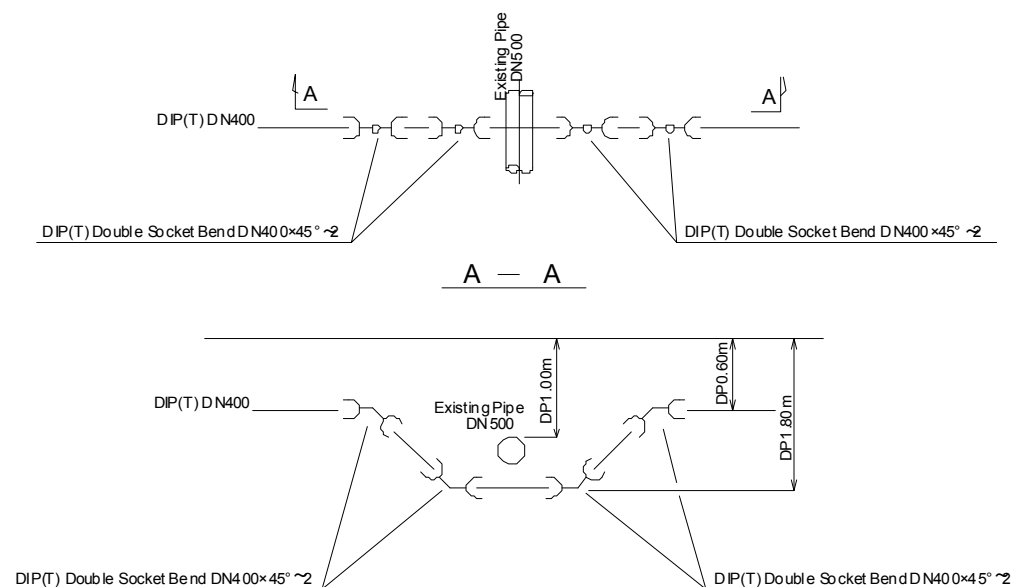 Existing Pipe
DN500
A
A
DIP(T) DN400
DIP(T) Double Socket Bend DN400×45° ~2
DIP(T) Double Socket Bend DN400×45° ~2
A — A
DP1.00m
DP0.60m
DP1.80m
DIP(T) DN400
Existing Pipe
DN500
DIP(T) Double Socket Bend DN400×45° ~2
DIP(T) Double Socket Bend DN400×45° ~2